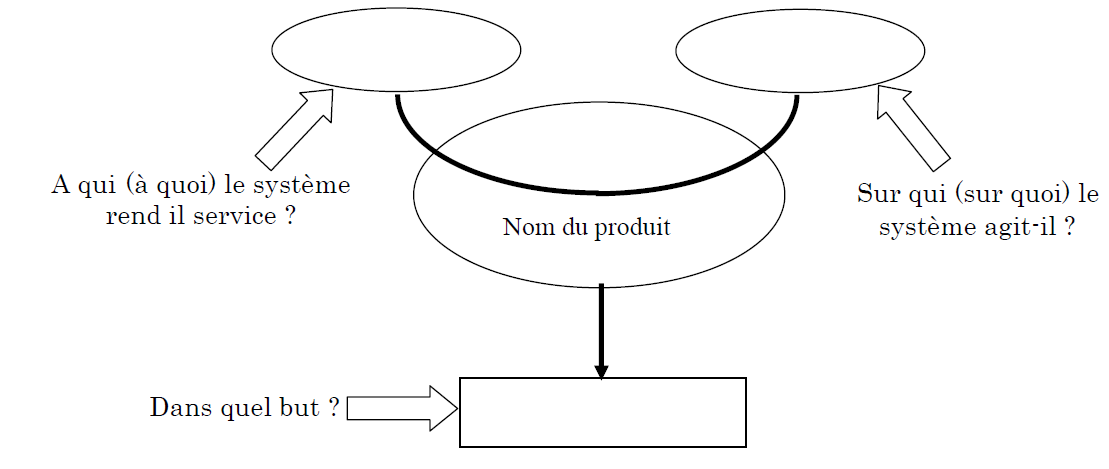 A qui (à quoi) le système
rend il service ?
Sur qui (sur quoi) le
système agit-il ?
Nom du produit
Dans quel but ?